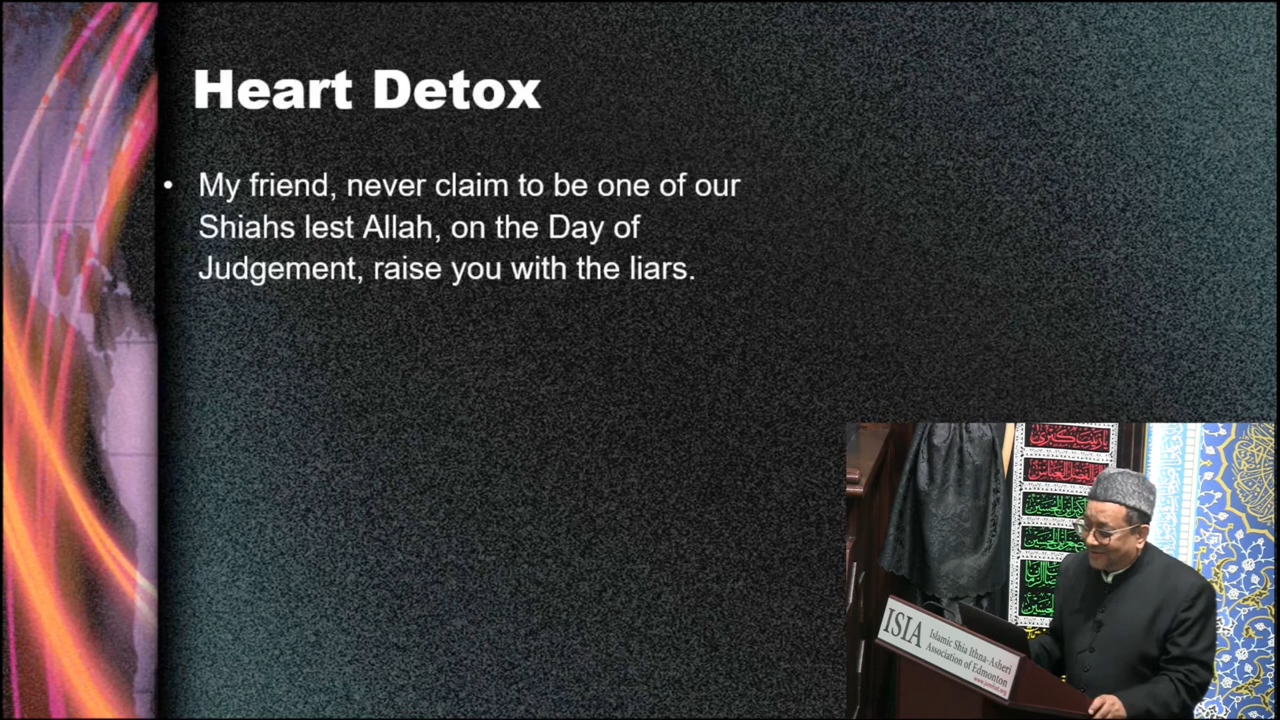 Heart Detox
• My friend, never claim to be one of our
Shiahs lest Allah, on the Day of
Judgement, raise you with the liars.
ISIA
Islamic Shia Ithna-Asheri
Association of Edmonton